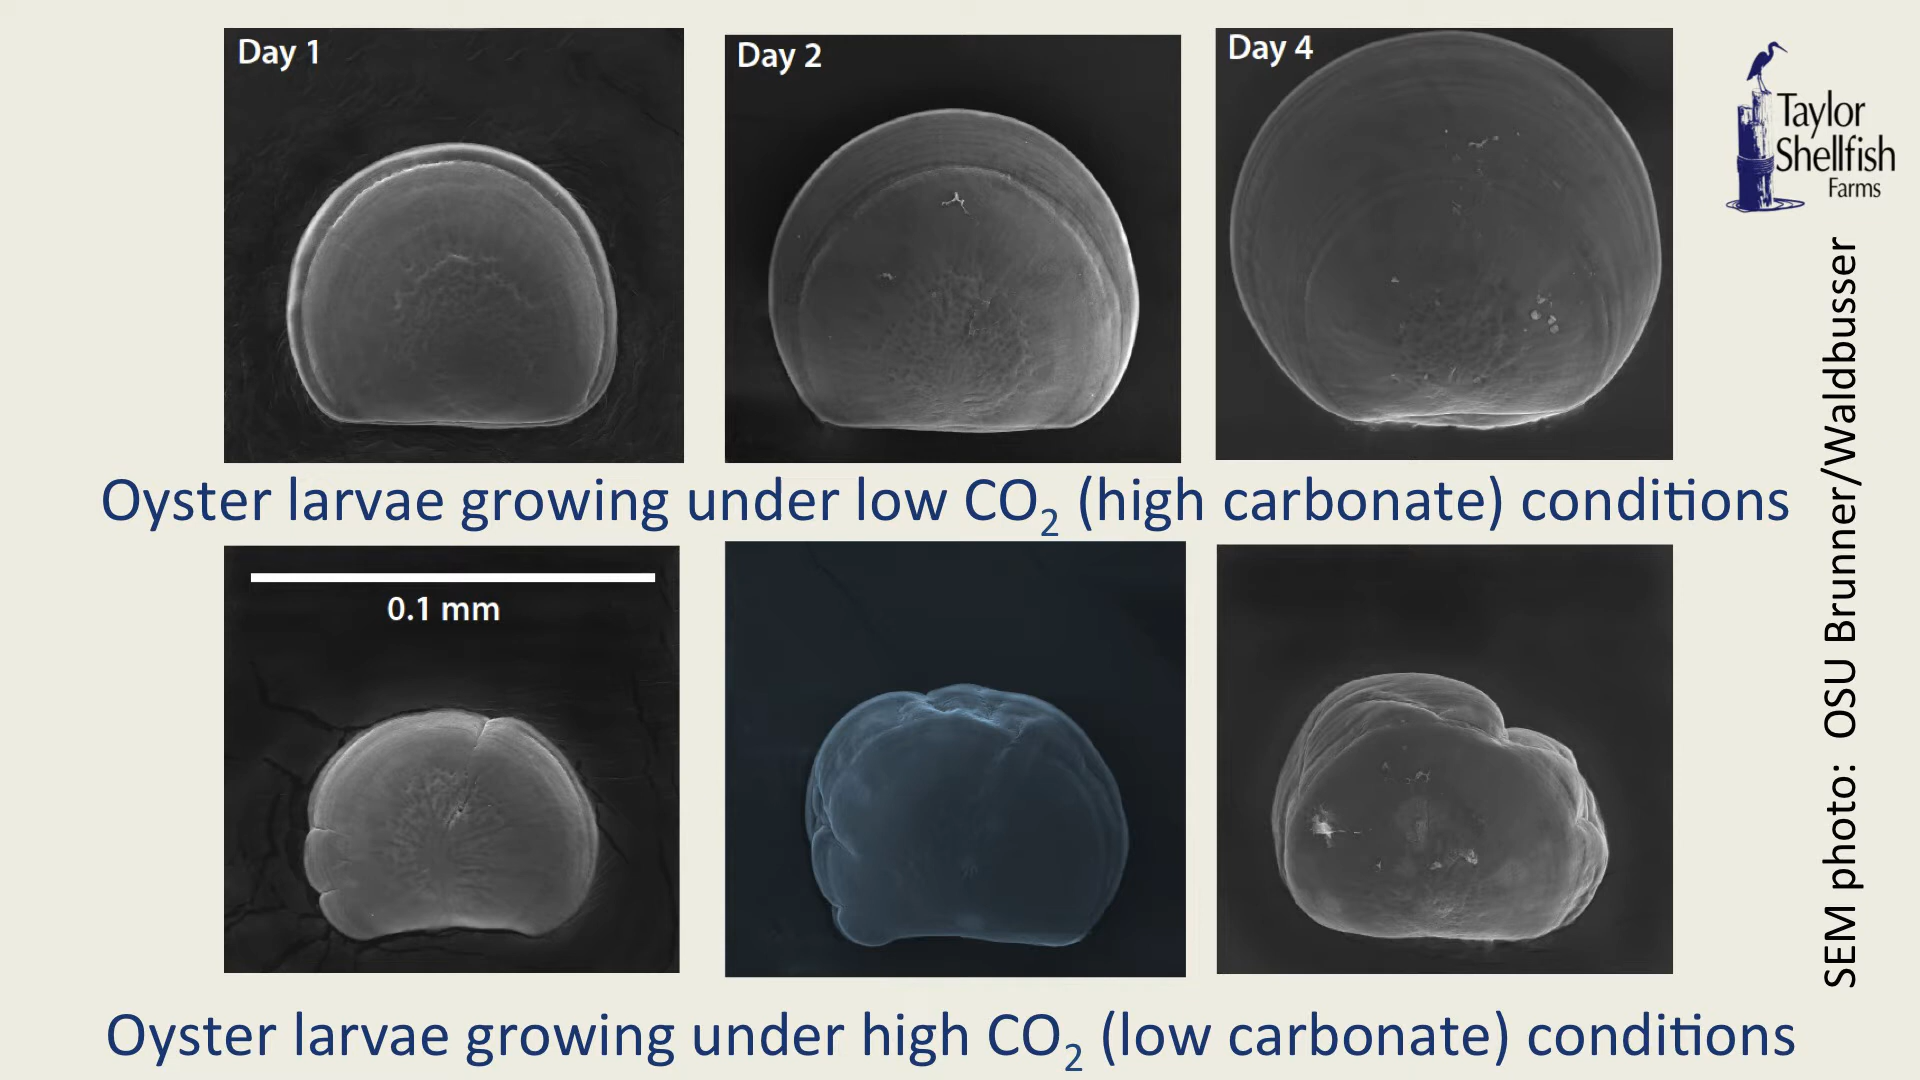 Day 1
Day 2
Day 4
Taylor
Shellfish
Farms
Oyster larvae growing under low CO₂ (high carbonate) conditions
0.1 mm
Oyster larvae growing under high CO₂ (low carbonate) conditions
SEM photo: OSU Brunner/Waldbusser